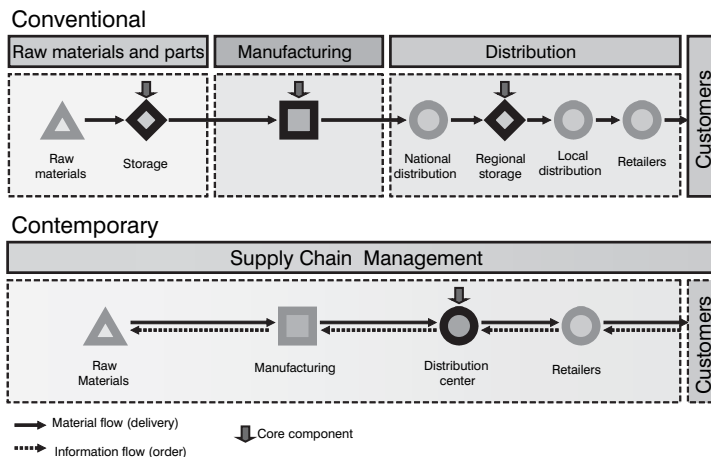 Conventional
Raw materials and parts
Manufacturing
Distribution
Customers
Raw
materials
Storage
National
distribution
Regional
storage
Local
distribution
Retailers
Contemporary
Supply Chain Management
Customers
Raw
Materials
Manufacturing
Distribution
center
Retailers
Material flow (delivery)
Core component
Information flow (order)